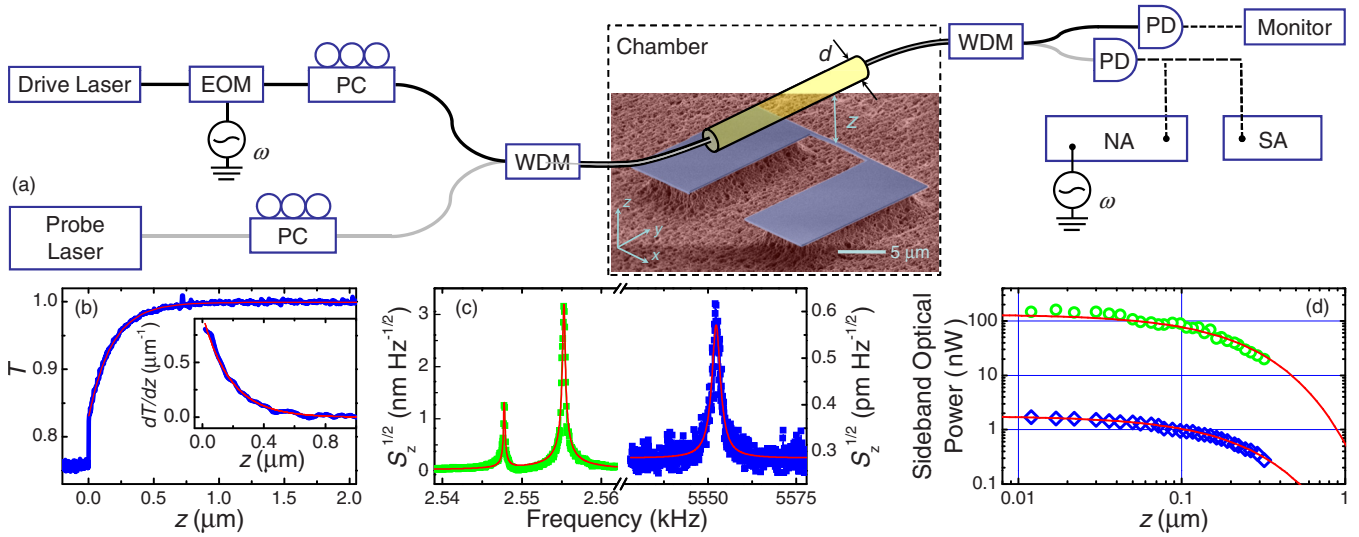 Drive Laser
EOM
ω
PC
(a)
Probe
Laser
PC
WDM
Chamber
d
z
z
y
x
5 μm
WDM
PD
Monitor
PD
NA
SA
ω
(b)
T
1.0
0.9
0.8
0.0
0.5
1.0
1.5
2.0
z (μm)
dT/dz (μm⁻¹)
0.5
0.0
0.0
0.4
0.8
z (μm)
(c)
S_z^1/2 (nm Hz^-1/2)
3
2
1
0
2.54
2.55
2.56
5550
5575
Frequency (kHz)
0.6
0.5
0.4
0.3
S_z^1/2 (pm Hz^-1/2)
(d)
Sideband Optical
Power (nW)
100
10
1
0.1
0.01
0.1
1
z (μm)